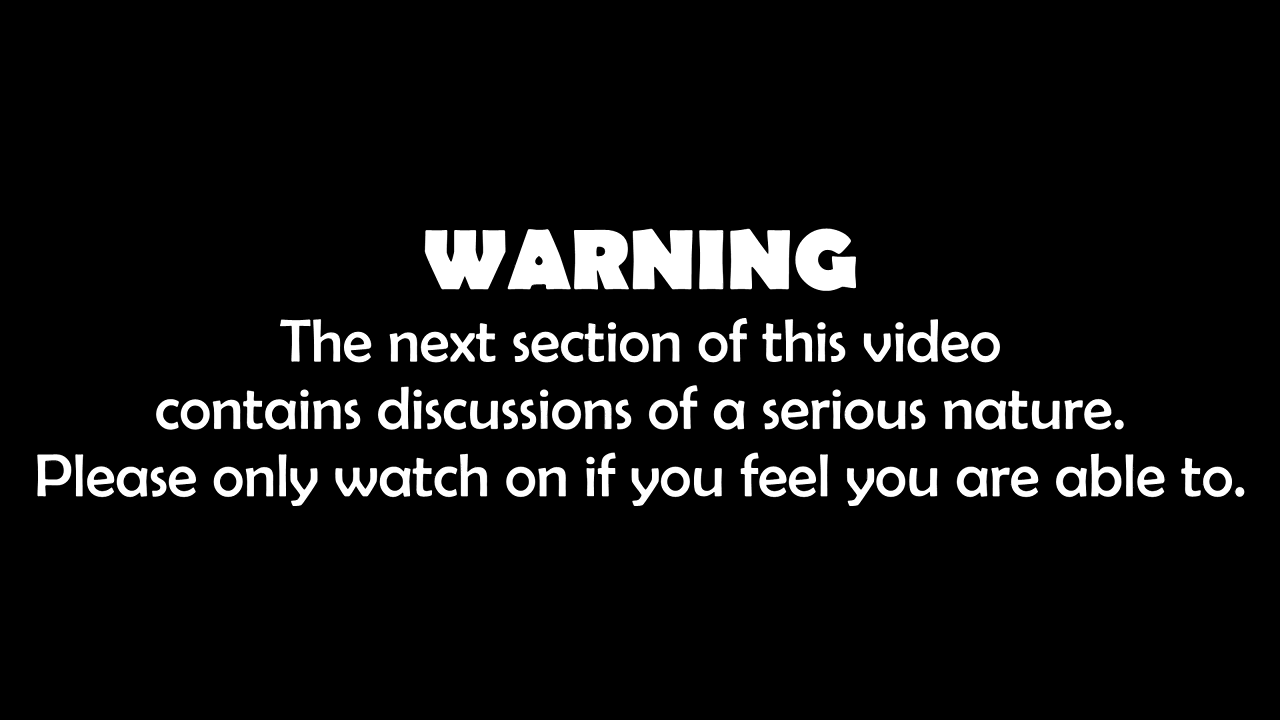 WARNING
The next section of this video
contains discussions of a serious nature.
Please only watch on if you feel you are able to.